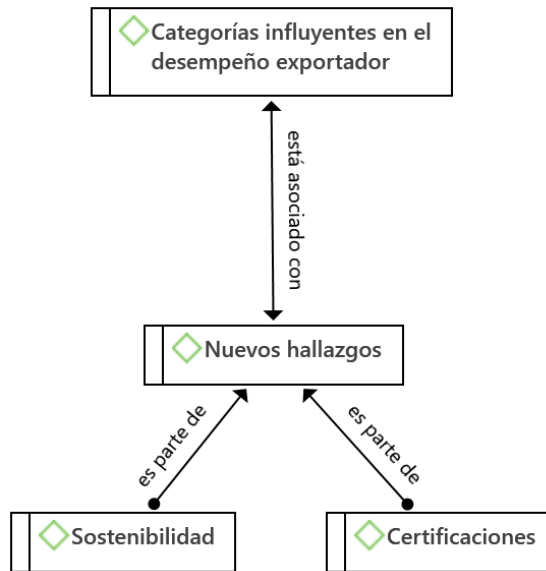 Categorías influyentes en el
desempeño exportador
está asociado con
Nuevos hallazgos
es parte de
es parte de
Sostenibilidad
Certificaciones